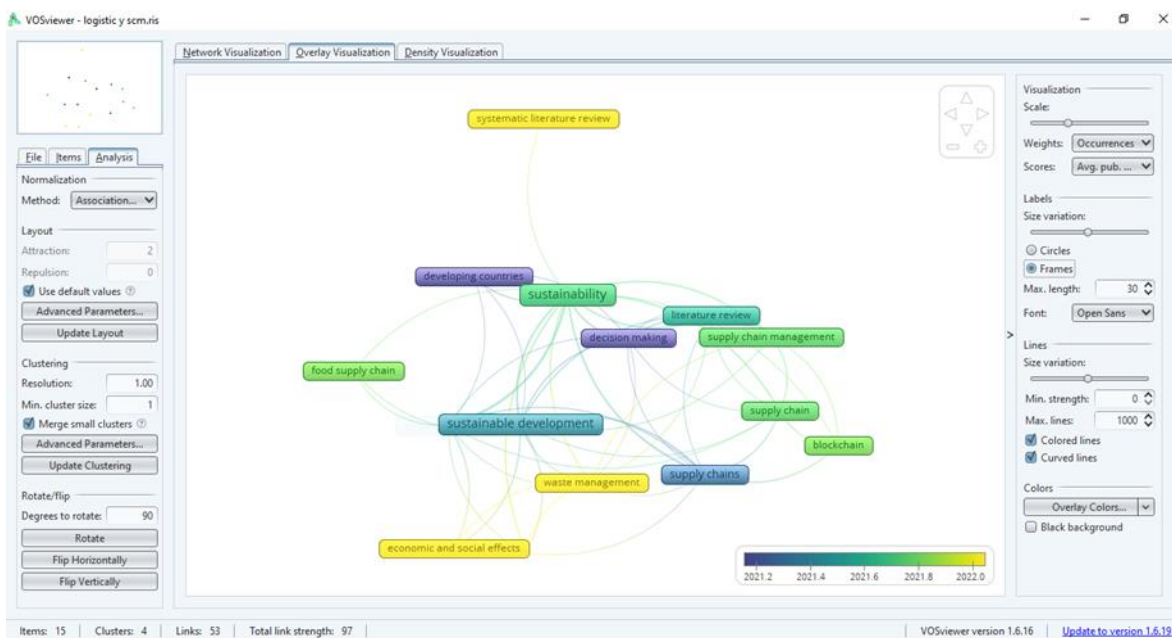 VOSviewer - logistic y scm.ris
Network Visualization
Overlay Visualization
Density Visualization
File
Items
Analysis
Normalization
Method:
Association...
Layout
Attraction:
2
Repulsion:
0
Use default values
Advanced Parameters...
Update Layout
Clustering
Resolution:
1.00
Min. cluster size:
1
Merge small clusters
Advanced Parameters...
Update Clustering
Rotate/flip
Degrees to rotate:
90
Rotate
Flip Horizontally
Flip Vertically
systematic literature review
developing countries
sustainability
literature review
decision making
supply chain management
food supply chain
supply chain
sustainable development
blockchain
supply chains
waste management
economic and social effects
2021.2 2021.4 2021.6 2021.8 2022.0
>
Visualization
Scale:
Weights:
Occurrences
Scores:
Avg. pub. ...
Labels
Size variation:
Circles
Frames
Max. length:
30
Font:
Open Sans
Lines
Size variation:
Min. strength:
0
Max. lines:
1000
Colored lines
Curved lines
Colors
Overlay Colors...
Black background
Items: 15
Clusters: 4
Links: 53
Total link strength: 97
VOSviewer version 1.6.16
Update to version 1.6.19